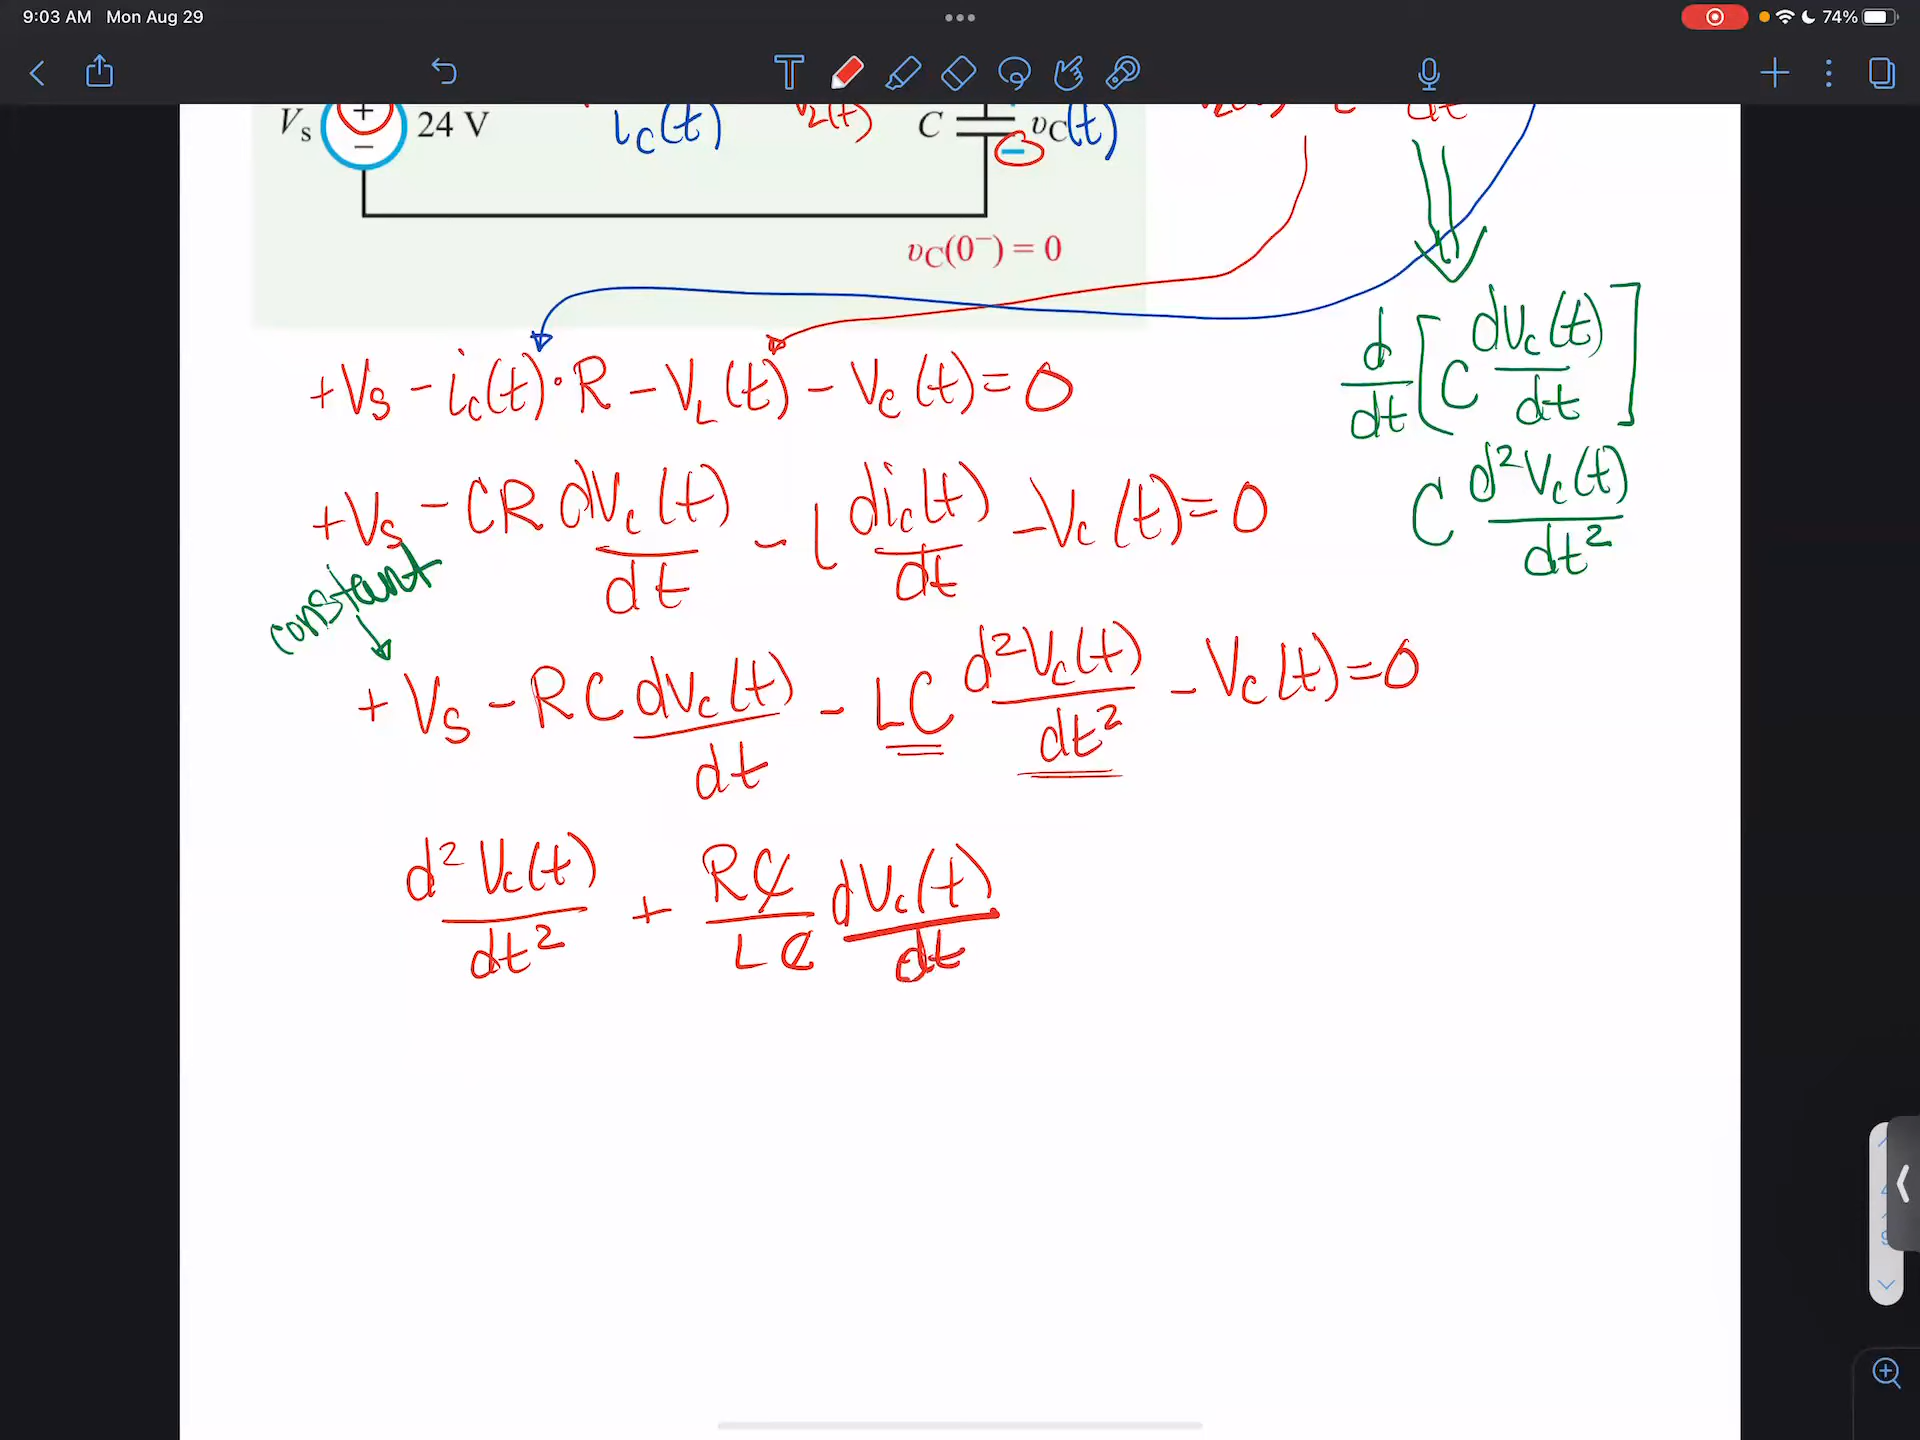 9:03 AM Mon Aug 29
74%
Vs + − 24 V ic(t) vL(t) C vC(t) −
dt
vC(0⁻) = 0
+Vs − ic(t)·R − VL(t) − Vc(t) = 0
d/dt [C dVc(t)/dt]
+Vs − CR dVc(t)/dt − L dic(t)/dt − Vc(t) = 0
C d²Vc(t)/dt²
constant
+ Vs − RC dVc(t)/dt − LC d²Vc(t)/dt² − Vc(t) = 0
d²Vc(t)/dt² + RC/LC dVc(t)/dt